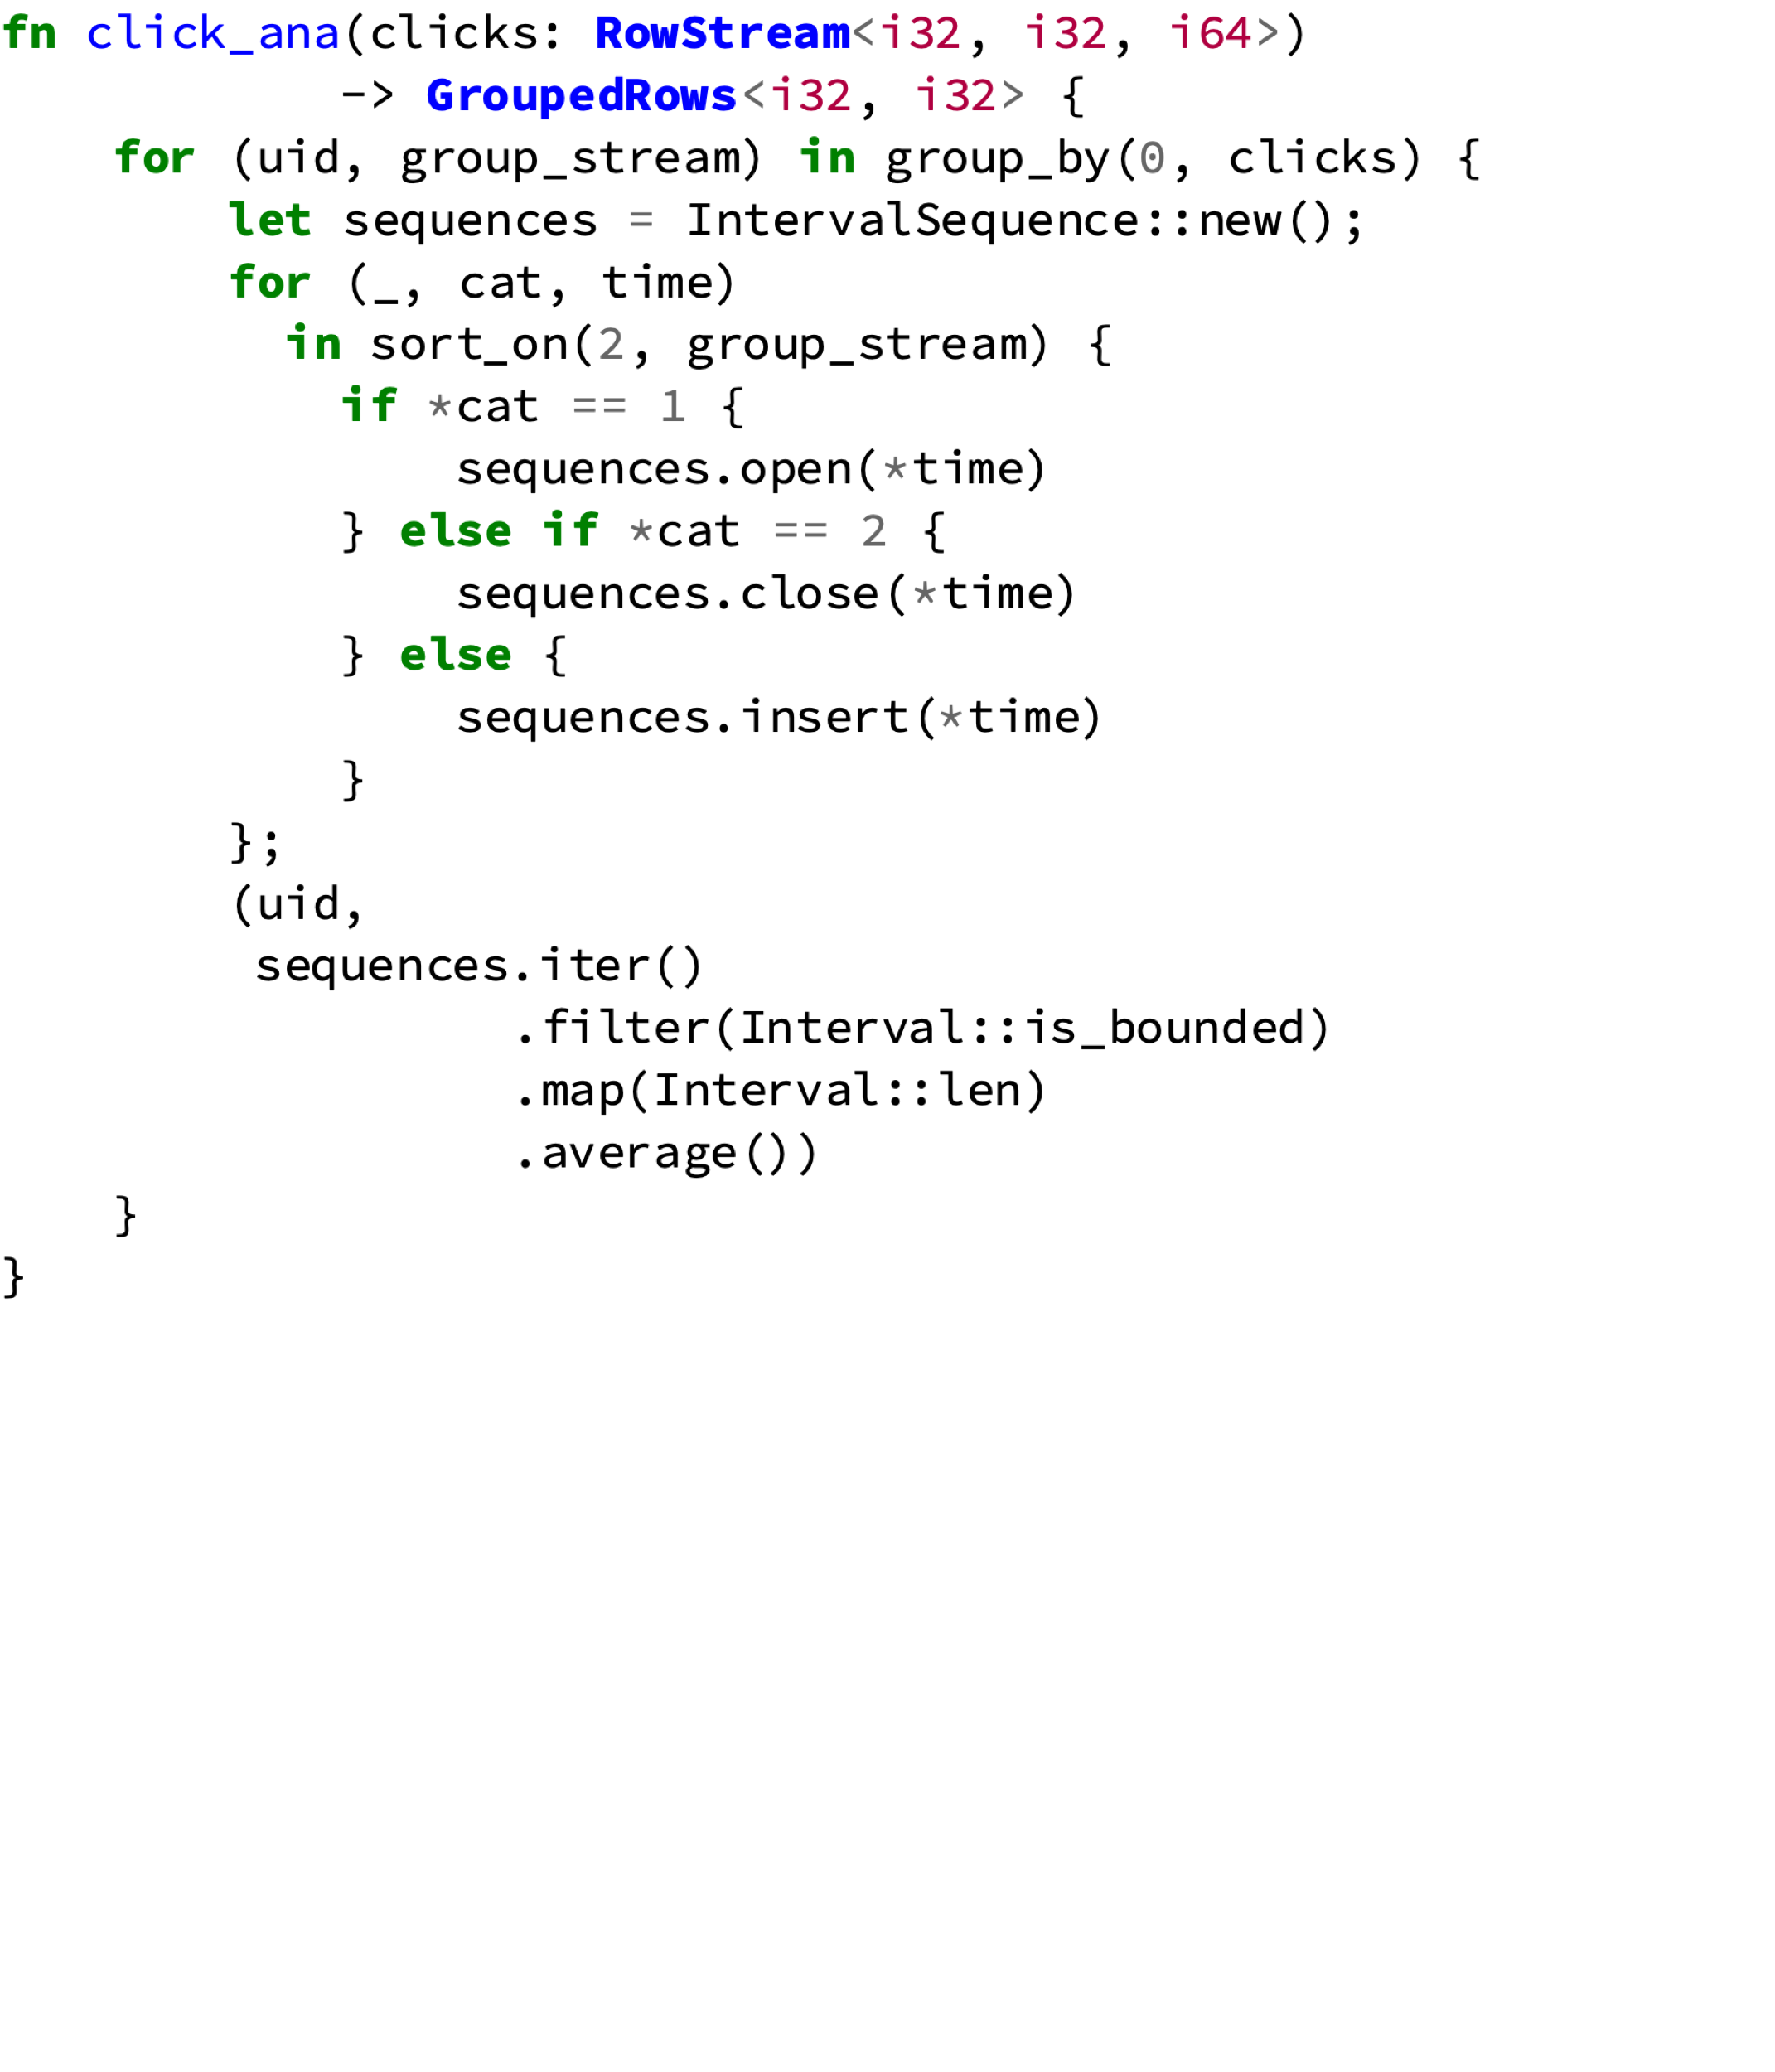 fn click_ana(clicks: RowStream<i32, i32, i64>)
            -> GroupedRows<i32, i32> {
    for (uid, group_stream) in group_by(0, clicks) {
        let sequences = IntervalSequence::new();
        for (_, cat, time)
          in sort_on(2, group_stream) {
            if *cat == 1 {
                sequences.open(*time)
            } else if *cat == 2 {
                sequences.close(*time)
            } else {
                sequences.insert(*time)
            }
        };
        (uid,
         sequences.iter()
                  .filter(Interval::is_bounded)
                  .map(Interval::len)
                  .average())
    }
}